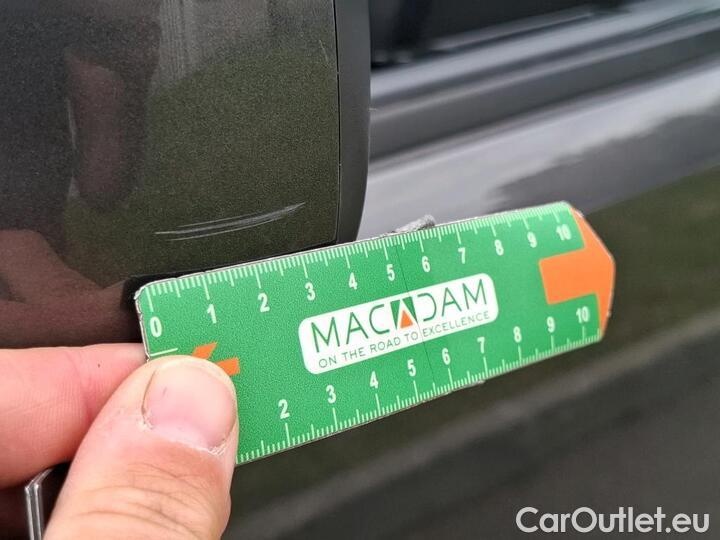 0 1 2 3 4 5 6 7 8 9 10
MACADAM
ON THE ROAD TO EXCELLENCE
2 3 4 5 6 7 8 9 10
CarOutlet.eu